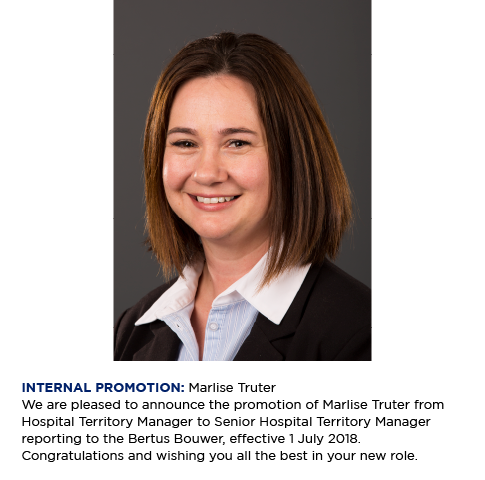 INTERNAL PROMOTION: Marlise Truter
We are pleased to announce the promotion of Marlise Truter from
Hospital Territory Manager to Senior Hospital Territory Manager
reporting to the Bertus Bouwer, effective 1 July 2018.
Congratulations and wishing you all the best in your new role.